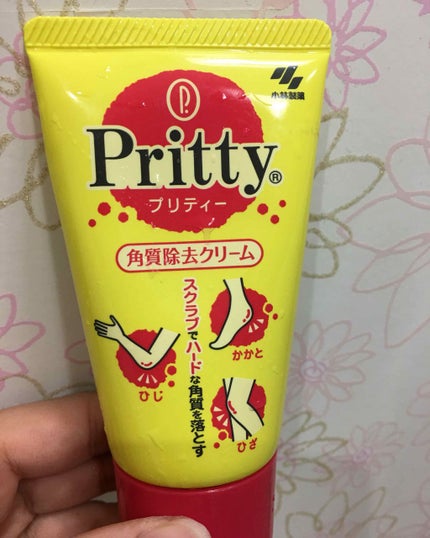 小林製薬
P.
Pritty®
プリティー
角質除去クリーム
スクラブでハードな角質を落とす
かかと
ひじ
ひざ